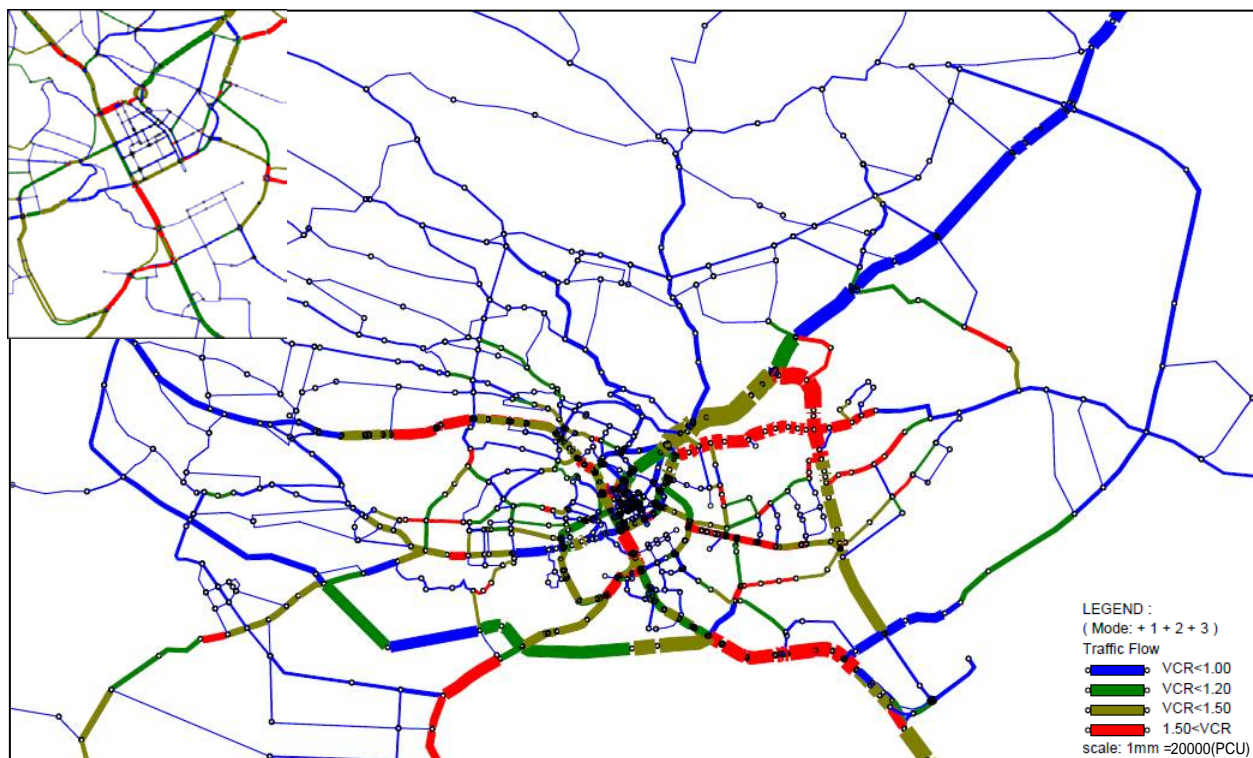 LEGEND :
( Mode: + 1 + 2 + 3 )
Traffic Flow
VCR<1.00
VCR<1.20
VCR<1.50
1.50<VCR
scale: 1mm =20000(PCU)